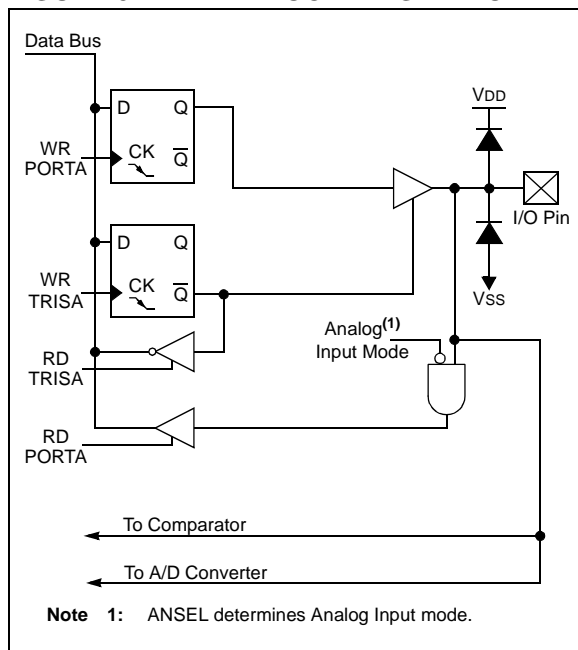 Data Bus
D Q
WR
PORTA
CK Q
VDD
I/O Pin
VSS
D Q
WR
TRISA
CK Q
RD
TRISA
Analog(1)
Input Mode
RD
PORTA
To Comparator
To A/D Converter
Note 1: ANSEL determines Analog Input mode.